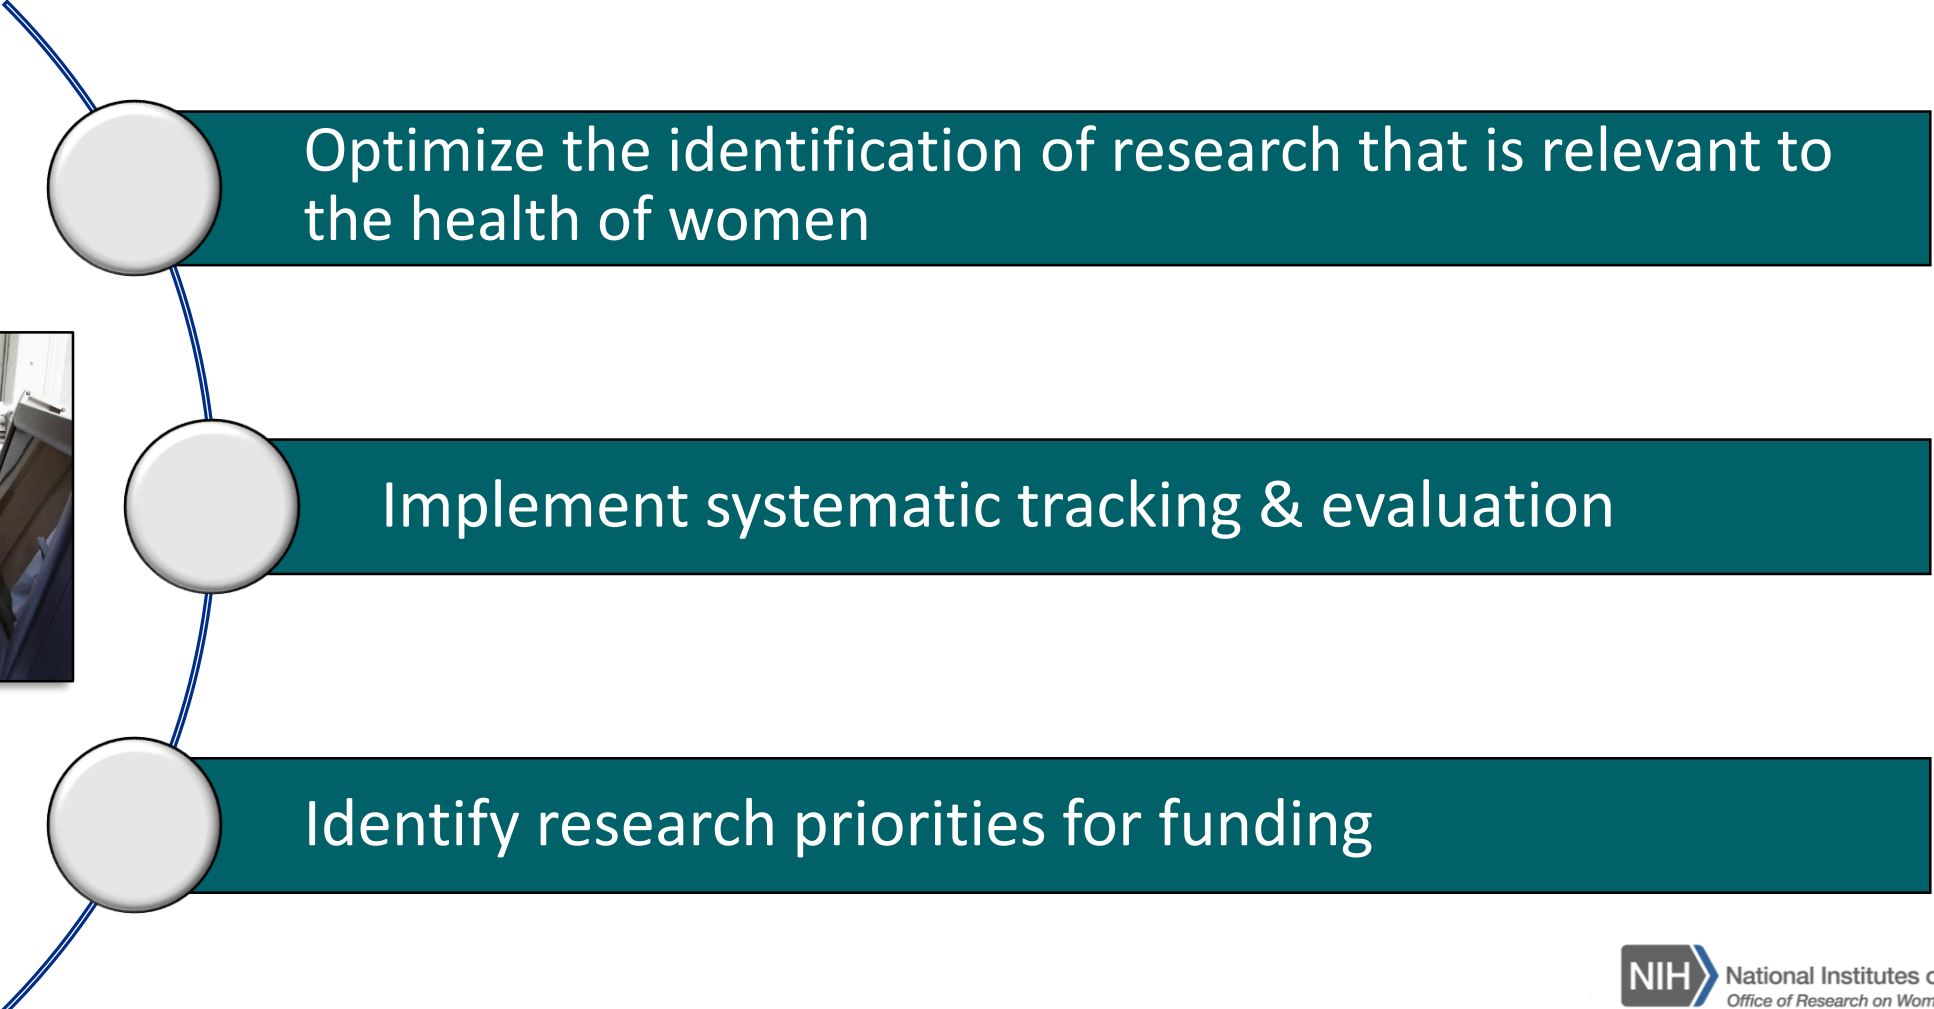 Optimize the identification of research that is relevant to
the health of women
Implement systematic tracking & evaluation
Identify research priorities for funding
NIH
National Institutes
Office of Research on